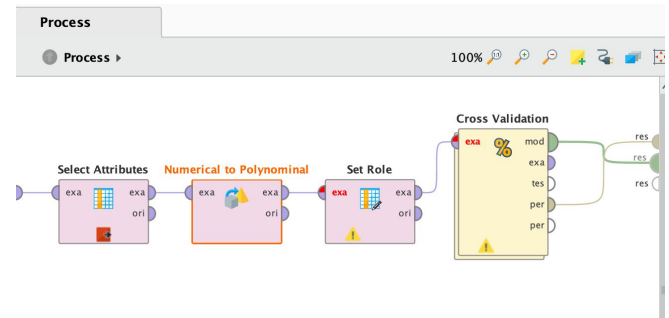 Process
Process
100%
Cross Validation
exa
%
mod
res
exa
res
tes
res
per
per
Select Attributes
Numerical to Polynominal
Set Role
exa
exa
exa
exa
exa
exa
ori
ori
ori